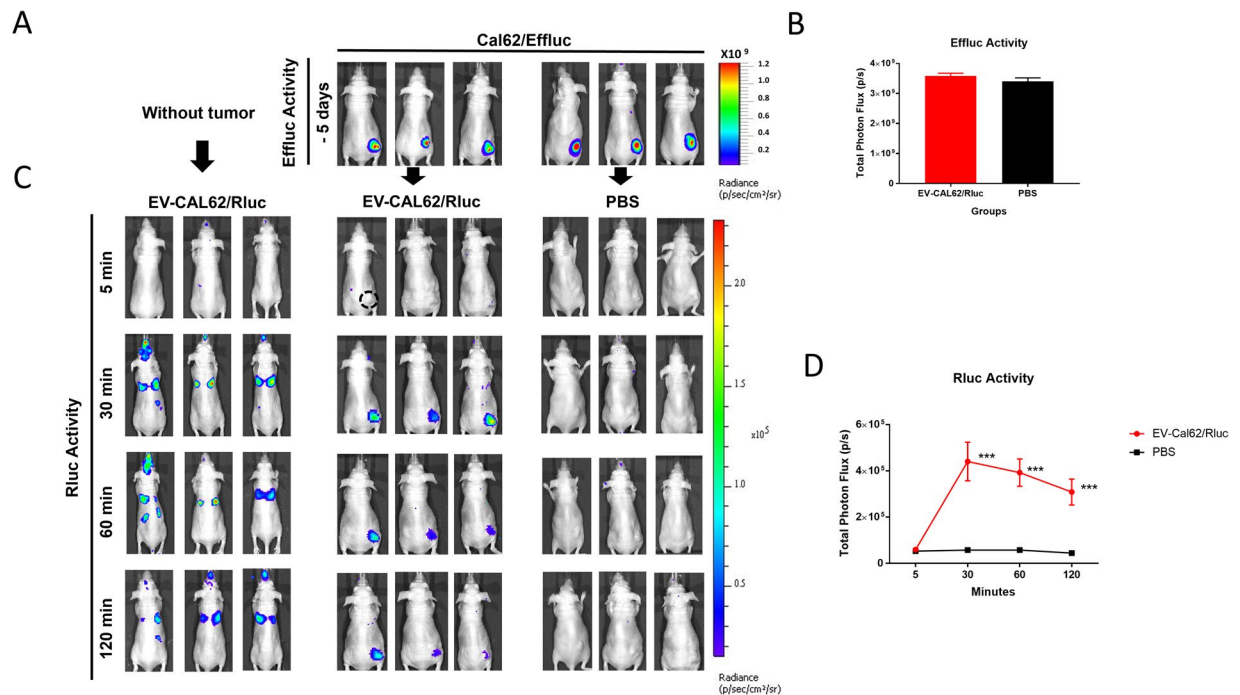 A
Cal62/Effluc
Effluc Activity
- 5 days
X10 9
1.2
1.0
0.8
0.6
0.4
0.2
Radiance
(p/sec/cm²/sr)
Without tumor
B
Effluc Activity
Total Photon Flux (p/s)
4×10⁹
3×10⁹
2×10⁹
1×10⁹
0
EV-CAL62/Rluc
PBS
Groups
C
EV-CAL62/Rluc
EV-CAL62/Rluc
PBS
Rluc Activity
5 min
30 min
60 min
120 min
2.0
1.5
x10⁵
1.0
0.5
Radiance
(p/sec/cm²/sr)
D
Rluc Activity
Total Photon Flux (p/s)
6×10⁵
4×10⁵
2×10⁵
0
***
***
***
5
30
60
120
Minutes
EV-Cal62/Rluc
PBS